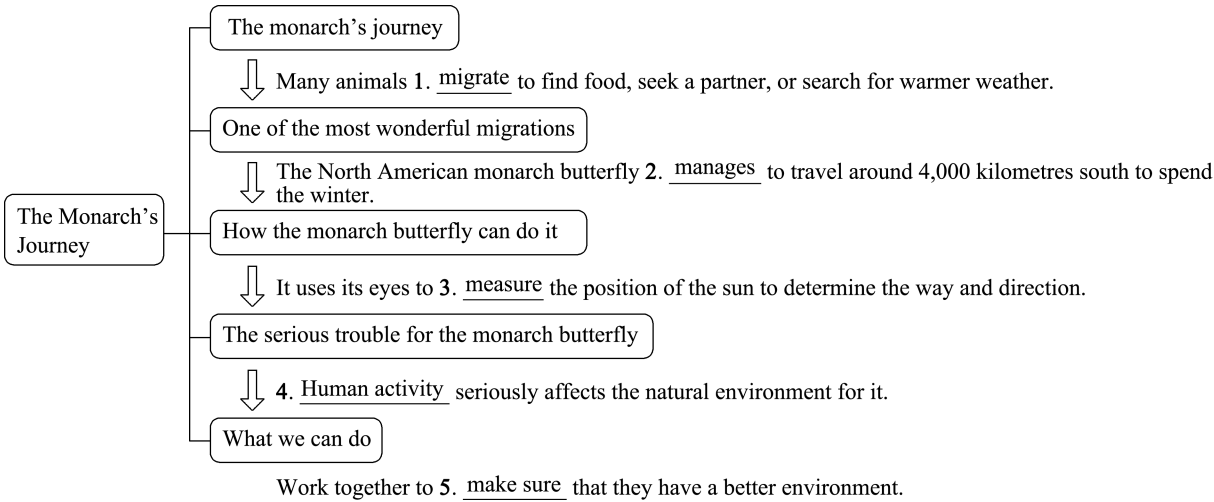 The monarch's journey
Many animals 1. migrate to find food, seek a partner, or search for warmer weather.
One of the most wonderful migrations
The North American monarch butterfly 2. manages to travel around 4,000 kilometres south to spend
the winter.
The Monarch's
Journey
How the monarch butterfly can do it
It uses its eyes to 3. measure the position of the sun to determine the way and direction.
The serious trouble for the monarch butterfly
4. Human activity seriously affects the natural environment for it.
What we can do
Work together to 5. make sure that they have a better environment.